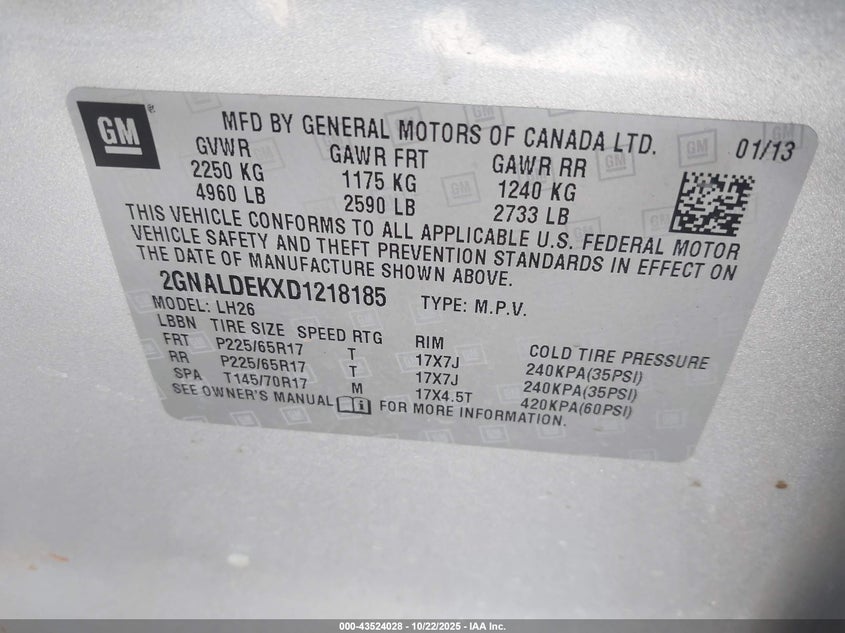 GM
MFD BY GENERAL MOTORS OF CANADA LTD. 01/13
GVWR GAWR FRT GAWR RR
2250 KG 1175 KG 1240 KG
4960 LB 2590 LB 2733 LB
THIS VEHICLE CONFORMS TO ALL APPLICABLE U.S. FEDERAL MOTOR
VEHICLE SAFETY AND THEFT PREVENTION STANDARDS IN EFFECT ON
THE DATE OF MANUFACTURE SHOWN ABOVE.
2GNALDEKXD1218185 TYPE: M.P.V.
MODEL: LH26
LBBN TIRE SIZE SPEED RTG RIM COLD TIRE PRESSURE
FRT P225/65R17 T 17X7J 240KPA(35PSI)
RR P225/65R17 T 17X7J 240KPA(35PSI)
SPA T145/70R17 M 17X4.5T 420KPA(60PSI)
SEE OWNER'S MANUAL FOR MORE INFORMATION.
000-43524028 - 10/22/2025 - IAA Inc.